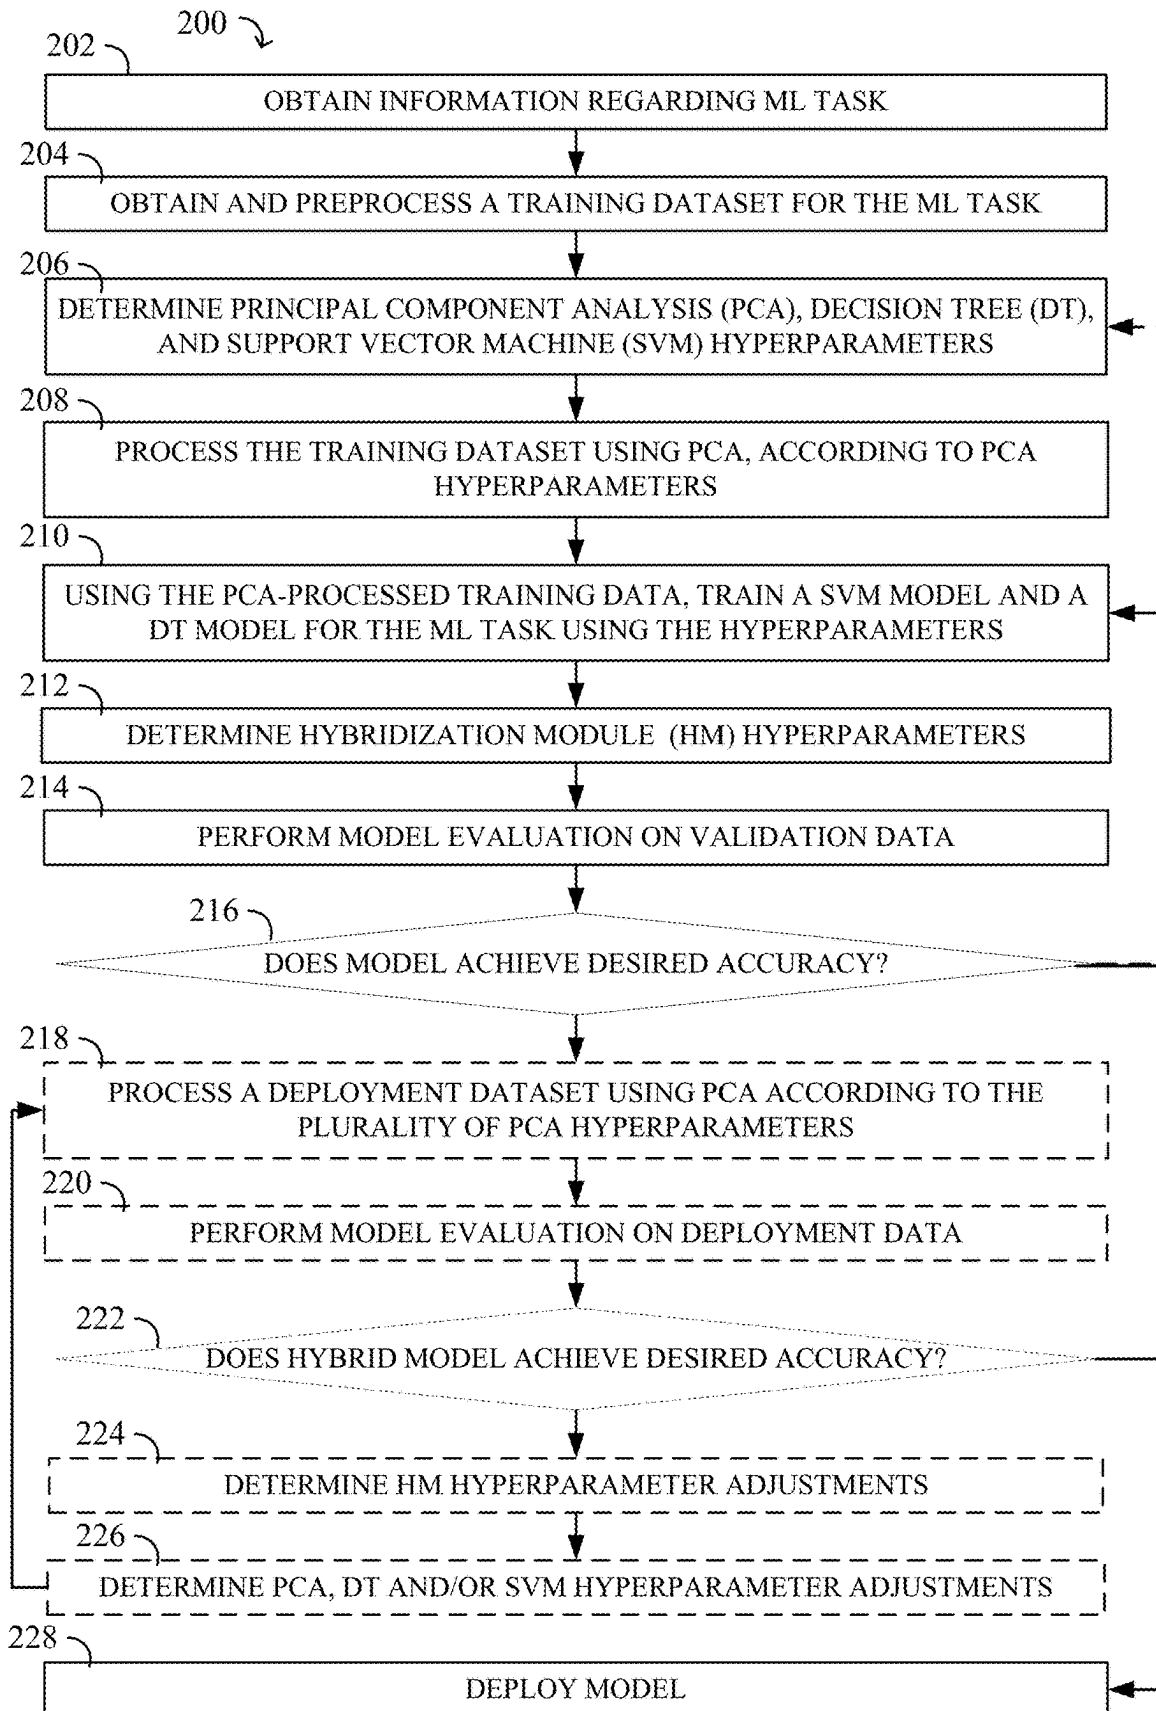 200
202
OBTAIN INFORMATION REGARDING ML TASK
204
OBTAIN AND PREPROCESS A TRAINING DATASET FOR THE ML TASK
206
DETERMINE PRINCIPAL COMPONENT ANALYSIS (PCA), DECISION TREE (DT),
AND SUPPORT VECTOR MACHINE (SVM) HYPERPARAMETERS
208
PROCESS THE TRAINING DATASET USING PCA, ACCORDING TO PCA
HYPERPARAMETERS
210
USING THE PCA-PROCESSED TRAINING DATA, TRAIN A SVM MODEL AND A
DT MODEL FOR THE ML TASK USING THE HYPERPARAMETERS
212
DETERMINE HYBRIDIZATION MODULE (HM) HYPERPARAMETERS
214
PERFORM MODEL EVALUATION ON VALIDATION DATA
216
DOES MODEL ACHIEVE DESIRED ACCURACY?
218
PROCESS A DEPLOYMENT DATASET USING PCA ACCORDING TO THE
PLURALITY OF PCA HYPERPARAMETERS
220
PERFORM MODEL EVALUATION ON DEPLOYMENT DATA
222
DOES HYBRID MODEL ACHIEVE DESIRED ACCURACY?
224
DETERMINE HM HYPERPARAMETER ADJUSTMENTS
226
DETERMINE PCA, DT AND/OR SVM HYPERPARAMETER ADJUSTMENTS
228
DEPLOY MODEL